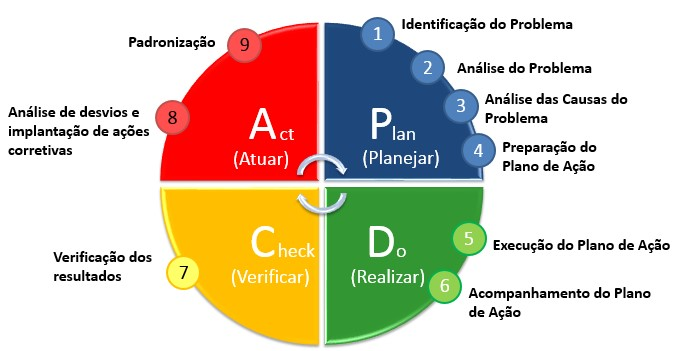 1
Identificação do Problema
2
Análise do Problema
3
Análise das Causas do
Problema
4
Preparação do
Plano de Ação
Plan
(Planejar)
5
Execução do Plano de Ação
6
Acompanhamento do Plano
de Ação
Do
(Realizar)
7
Verificação dos
resultados
Check
(Verificar)
8
Análise de desvios e
implantação de ações
corretivas
9
Padronização
Act
(Atuar)